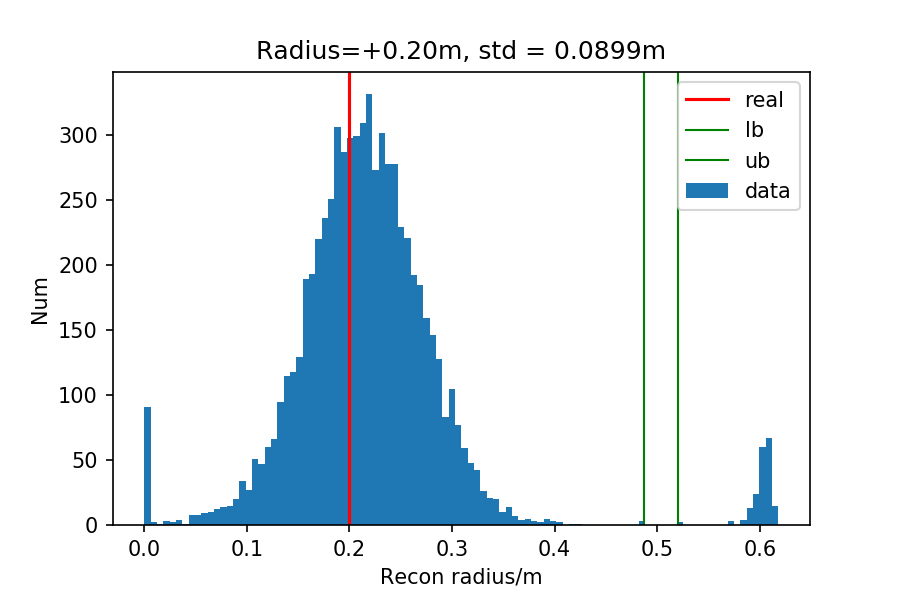 Radius=+0.20m, std = 0.0899m
real
lb
ub
data
Num
300
250
200
150
100
50
0
0.0 0.1 0.2 0.3 0.4 0.5 0.6
Recon radius/m